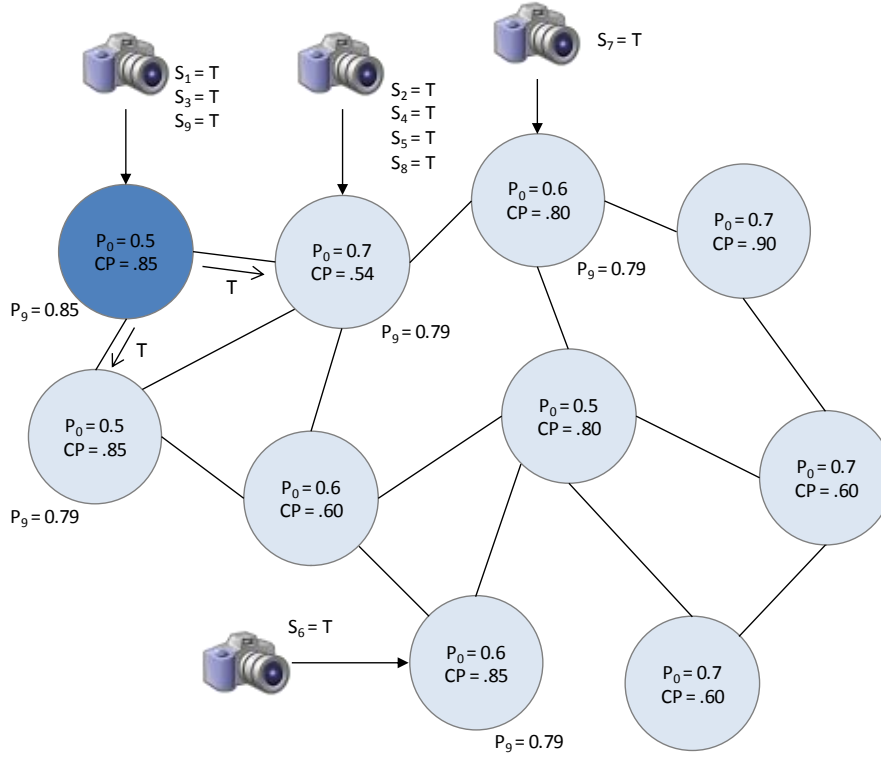 S₁ = T
S₃ = T
S₉ = T
S₂ = T
S₄ = T
S₅ = T
S₈ = T
S₇ = T
P₀ = 0.5
CP = .85
P₉ = 0.85
T
T
P₀ = 0.7
CP = .54
P₉ = 0.79
P₀ = 0.6
CP = .80
P₉ = 0.79
P₀ = 0.7
CP = .90
P₀ = 0.5
CP = .85
P₉ = 0.79
P₀ = 0.6
CP = .60
P₀ = 0.5
CP = .80
P₀ = 0.7
CP = .60
S₆ = T
P₀ = 0.6
CP = .85
P₉ = 0.79
P₀ = 0.7
CP = .60